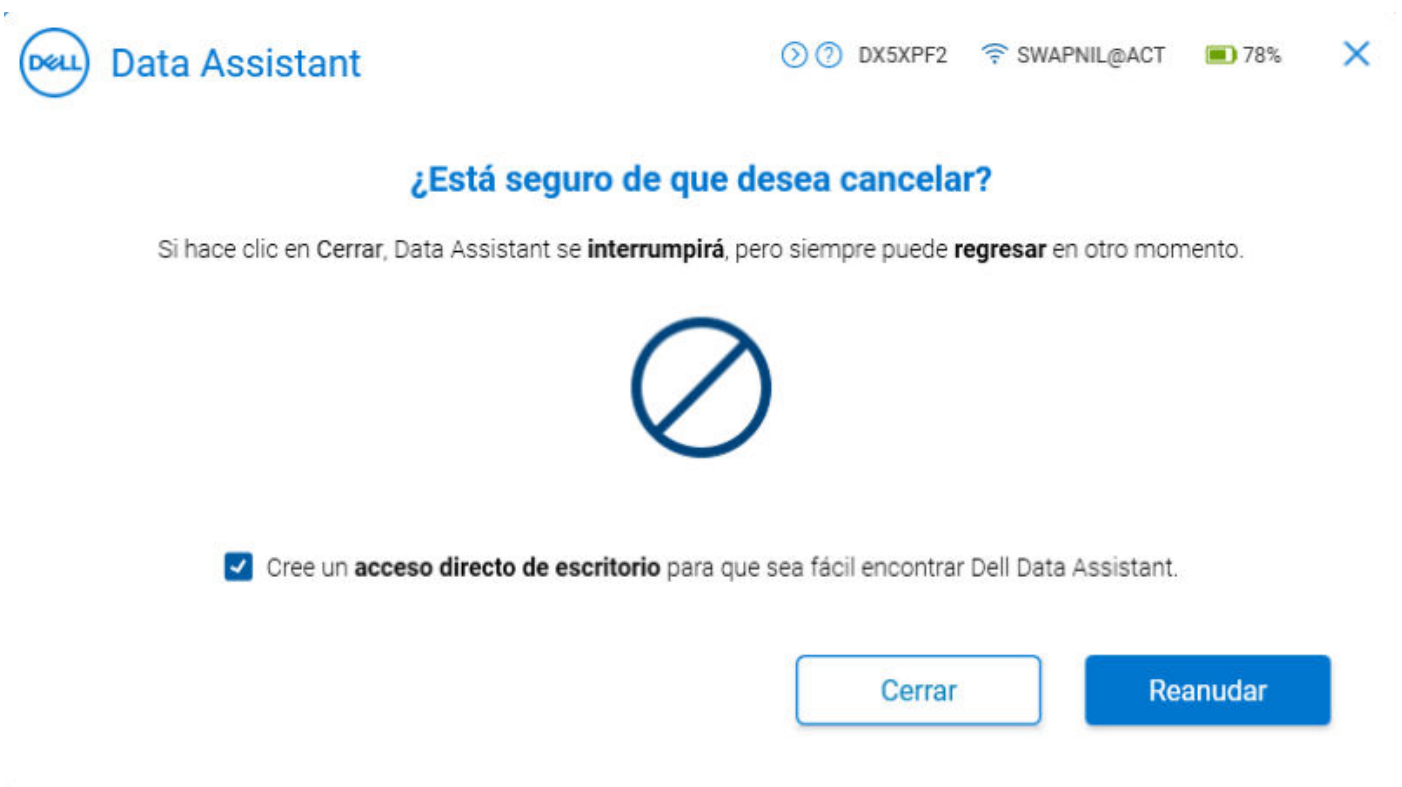 DELL Data Assistant DX5XPF2 SWAPNIL@ACT 78%
¿Está seguro de que desea cancelar?
Si hace clic en Cerrar, Data Assistant se interrumpirá, pero siempre puede regresar en otro momento.
Cree un acceso directo de escritorio para que sea fácil encontrar Dell Data Assistant.
Cerrar Reanudar